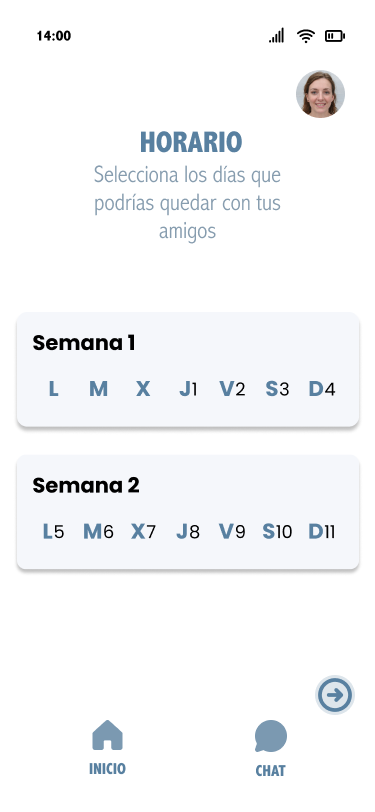 14:00
HORARIO
Selecciona los días que
podrías quedar con tus
amigos
Semana 1
L M X J1 V2 S3 D4
Semana 2
L5 M6 X7 J8 V9 S10 D11
INICIO CHAT